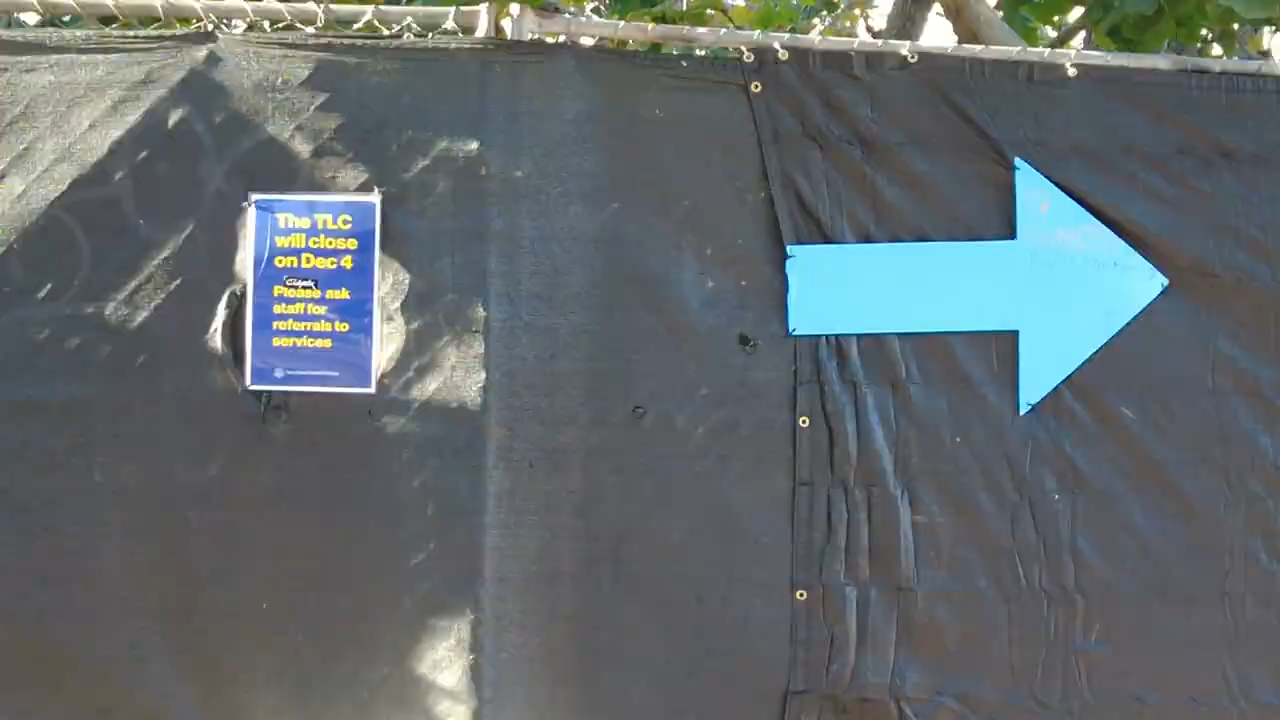 The TLC
will close
on Dec 4
Please ask
staff for
referrals to
services